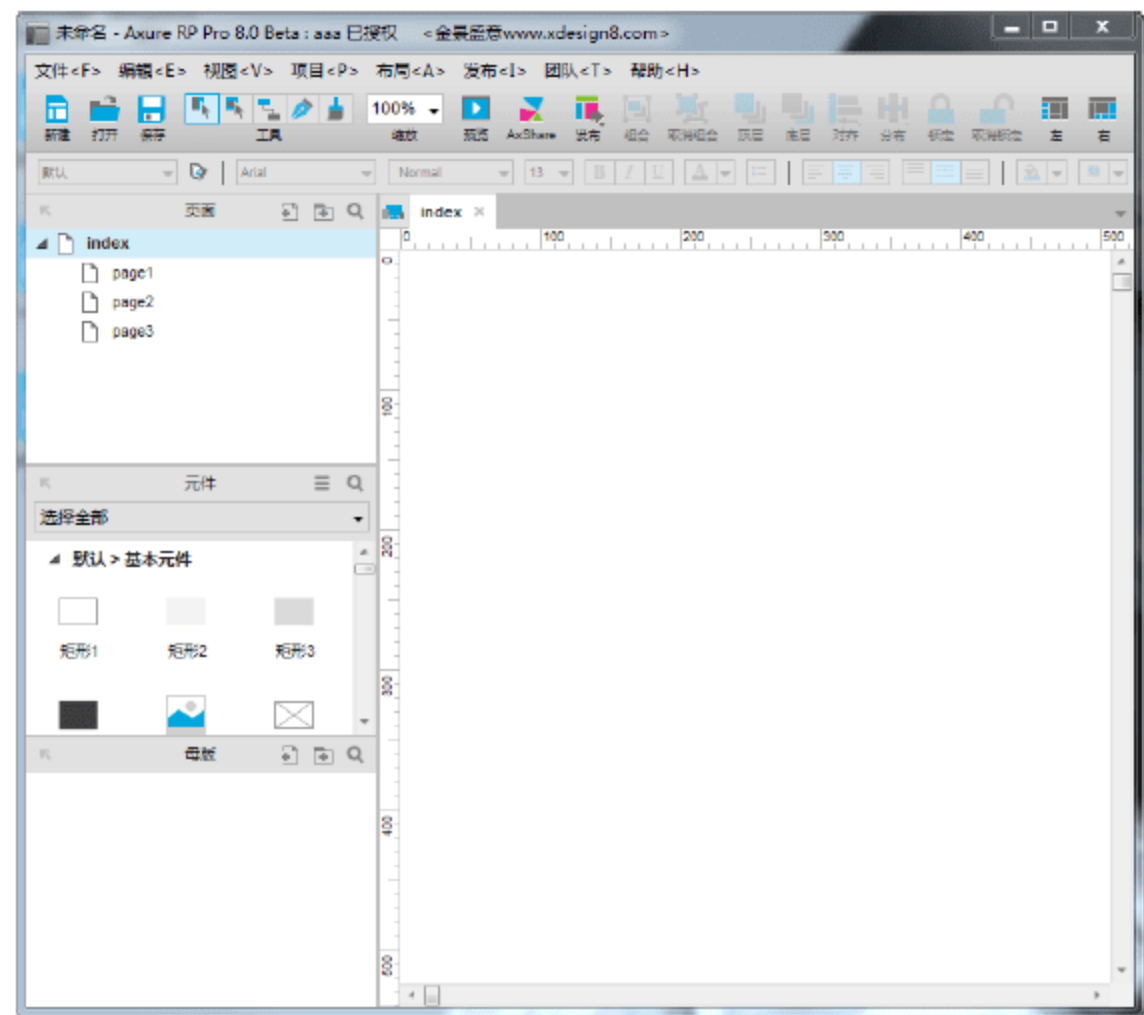 未命名 - Axure RP Pro 8.0 Beta : aaa 已授权 <金景盛意www.xdesign8.com>
文件<F> 编辑<E> 视图<V> 项目<P> 布局<A> 发布<I> 团队<T> 帮助<H>
100%
新建 打开 保存 工具 缩放 预览 AxShare 发布 组合 取消组合 顶层 底层 对齐 分布 锁定 取消锁定 左 右
默认 Arial Normal 13 B I U A
页面
index
0 100 200 300 400 500
index
page1
page2
page3
0
100
200
300
400
500
元件
选择全部
默认 > 基本元件
矩形1 矩形2 矩形3
母版